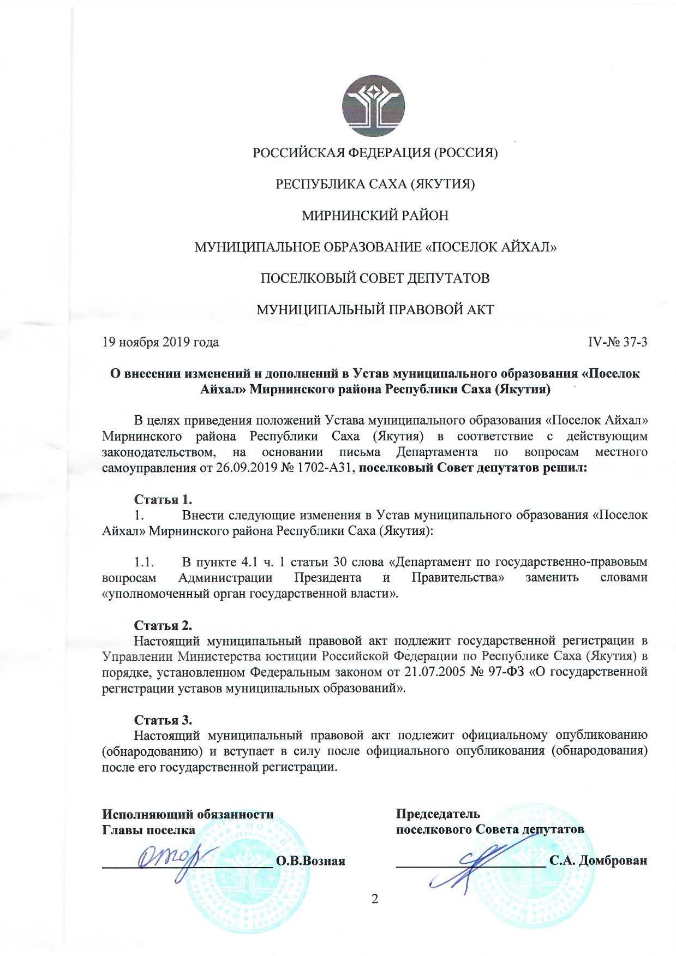 РОССИЙСКАЯ ФЕДЕРАЦИЯ (РОССИЯ)
РЕСПУБЛИКА САХА (ЯКУТИЯ)
МИРНИНСКИЙ РАЙОН
МУНИЦИПАЛЬНОЕ ОБРАЗОВАНИЕ «ПОСЕЛОК АЙХАЛ»
ПОСЕЛКОВЫЙ СОВЕТ ДЕПУТАТОВ
МУНИЦИПАЛЬНЫЙ ПРАВОВОЙ АКТ
19 ноября 2019 года IV-№ 37-3
О внесении изменений и дополнений в Устав муниципального образования «Поселок
Айхал» Мирнинского района Республики Саха (Якутия)
В целях приведения положений Устава муниципального образования «Поселок Айхал»
Мирнинского района Республики Саха (Якутия) в соответствие с действующим
законодательством, на основании письма Департамента по вопросам местного
самоуправления от 26.09.2019 № 1702-А31, поселковый Совет депутатов решил:
Статья 1.
1. Внести следующие изменения в Устав муниципального образования «Поселок
Айхал» Мирнинского района Республики Саха (Якутия):
1.1. В пункте 4.1 ч. 1 статьи 30 слова «Департамент по государственно-правовым
вопросам Администрации Президента и Правительства» заменить словами
«уполномоченный орган государственной власти».
Статья 2.
Настоящий муниципальный правовой акт подлежит государственной регистрации в
Управлении Министерства юстиции Российской Федерации по Республике Саха (Якутия) в
порядке, установленном Федеральным законом от 21.07.2005 № 97-ФЗ «О государственной
регистрации уставов муниципальных образований».
Статья 3.
Настоящий муниципальный правовой акт подлежит официальному опубликованию
(обнародованию) и вступает в силу после официального опубликования (обнародования)
после его государственной регистрации.
Исполняющий обязанности
Главы поселка
О.В.Возная
Председатель
поселкового Совета депутатов
С.А. Домброван
2